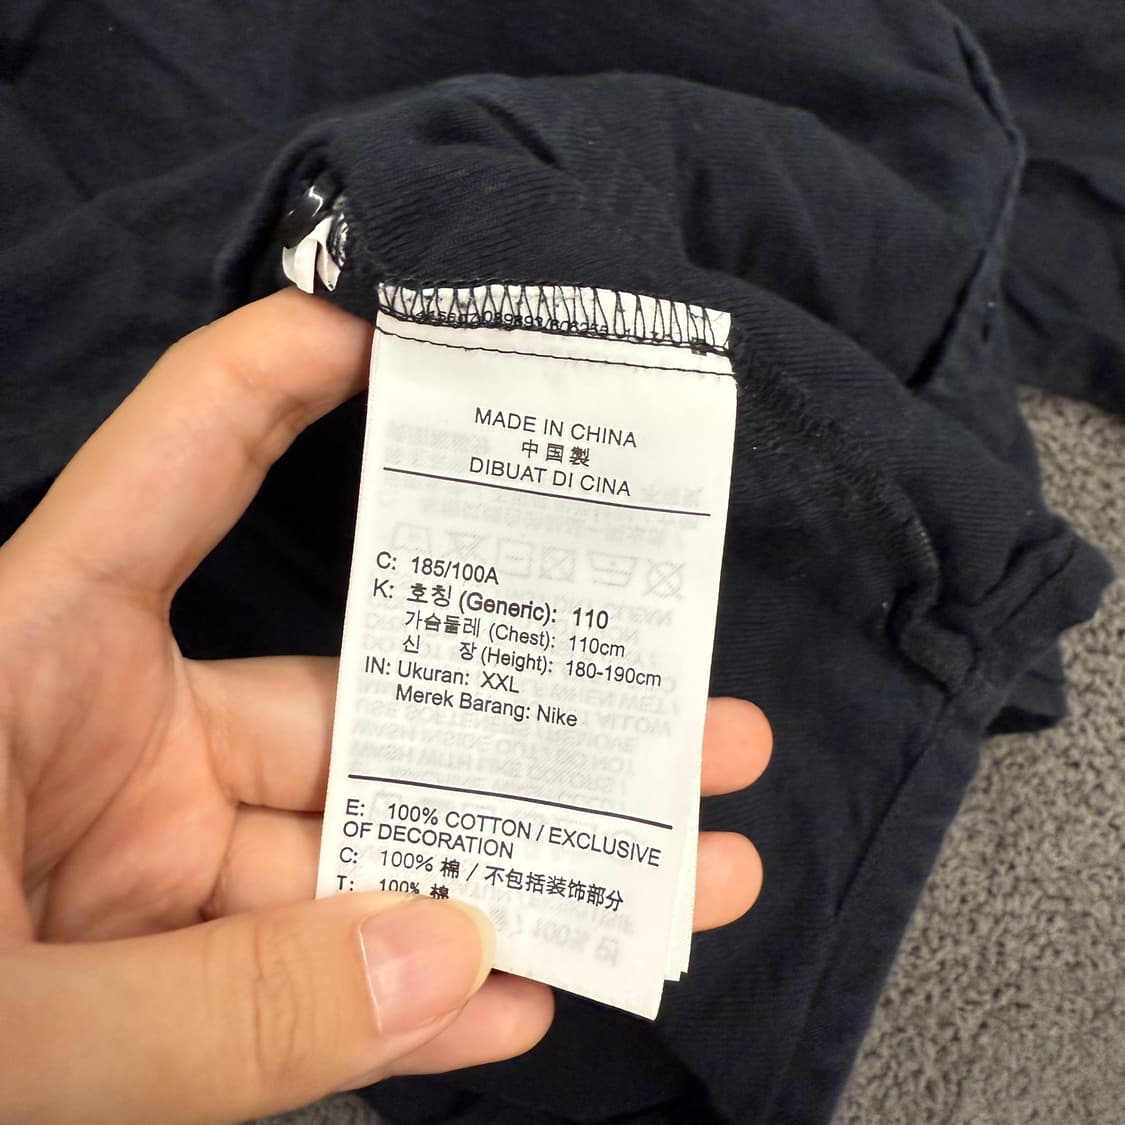 MADE IN CHINA
中国製
DIBUAT DI CINA
C: 185/100A
K: 호칭 (Generic): 110
가슴둘레 (Chest): 110cm
신 장 (Height): 180-190cm
IN: Ukuran: XXL
Merek Barang: Nike
E: 100% COTTON / EXCLUSIVE
OF DECORATION
C: 100% 棉 / 不包括装饰部分
T: 100% 棉